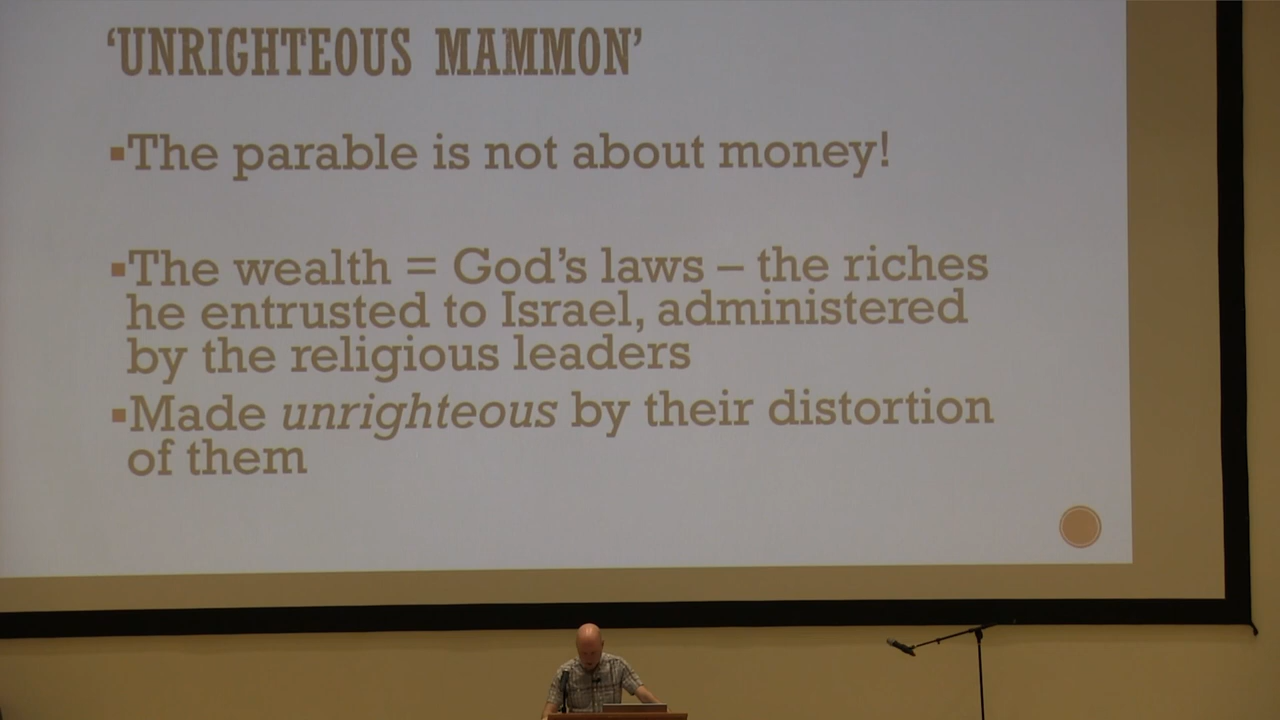 ‘UNRIGHTEOUS MAMMON’
▪The parable is not about money!
▪The wealth = God’s laws – the riches
he entrusted to Israel, administered
by the religious leaders
▪Made unrighteous by their distortion
of them